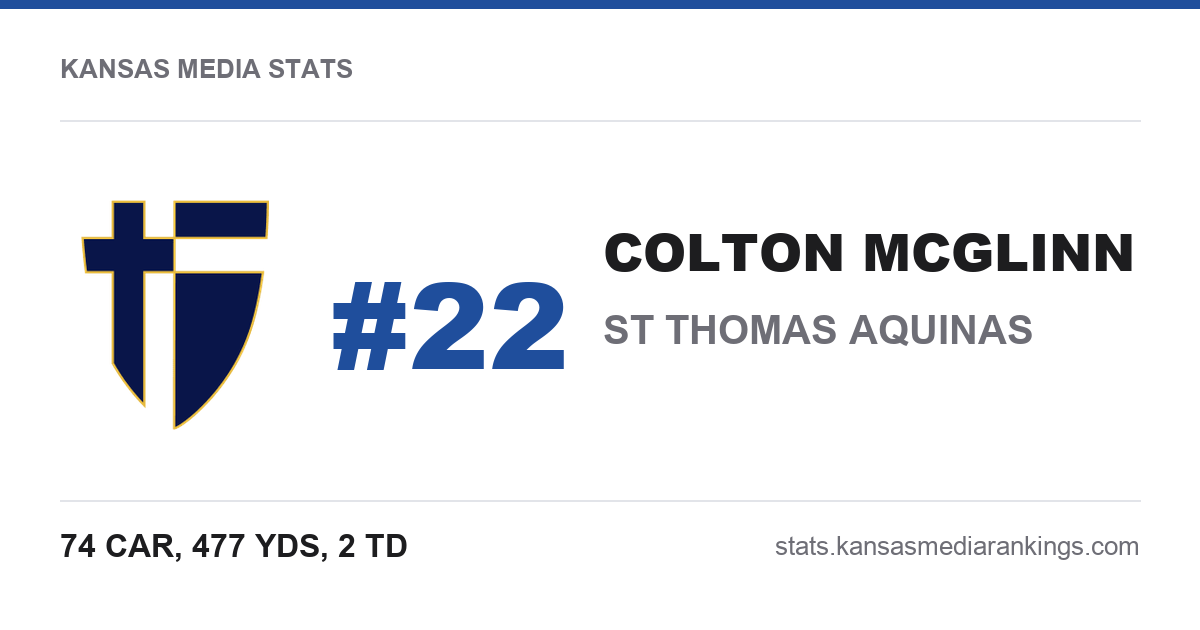 KANSAS MEDIA STATS
#22
COLTON MCGLINN
ST THOMAS AQUINAS
74 CAR, 477 YDS, 2 TD
stats.kansasmediarankings.com